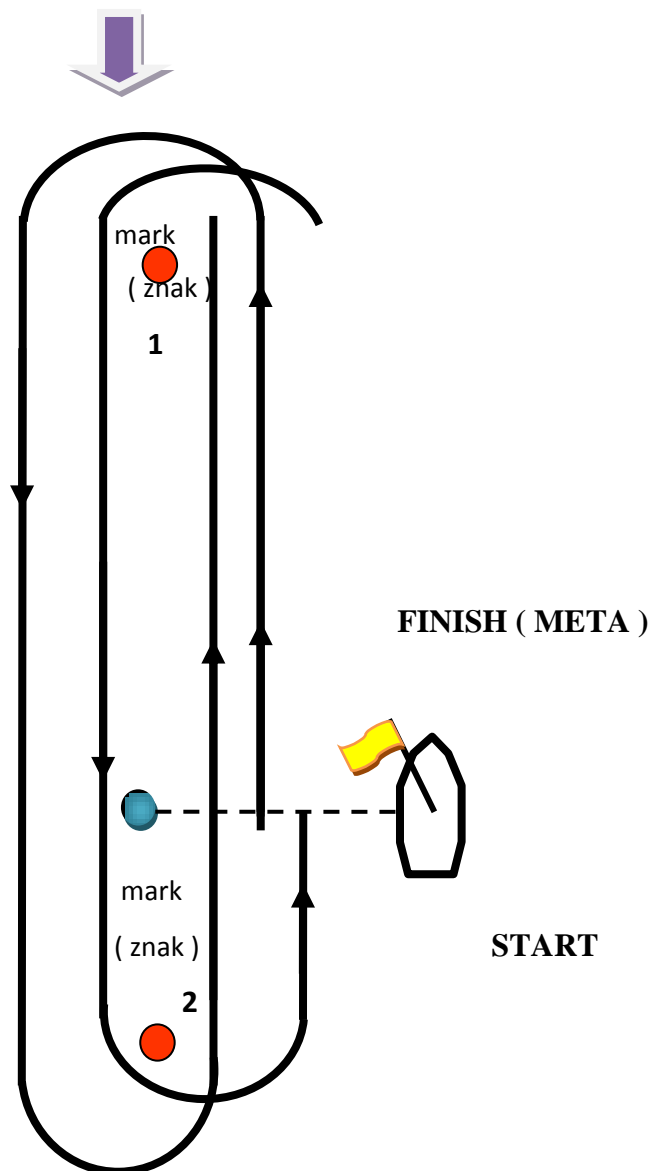 mark
( znak )
1
FINISH ( META )
mark
( znak )
START
2